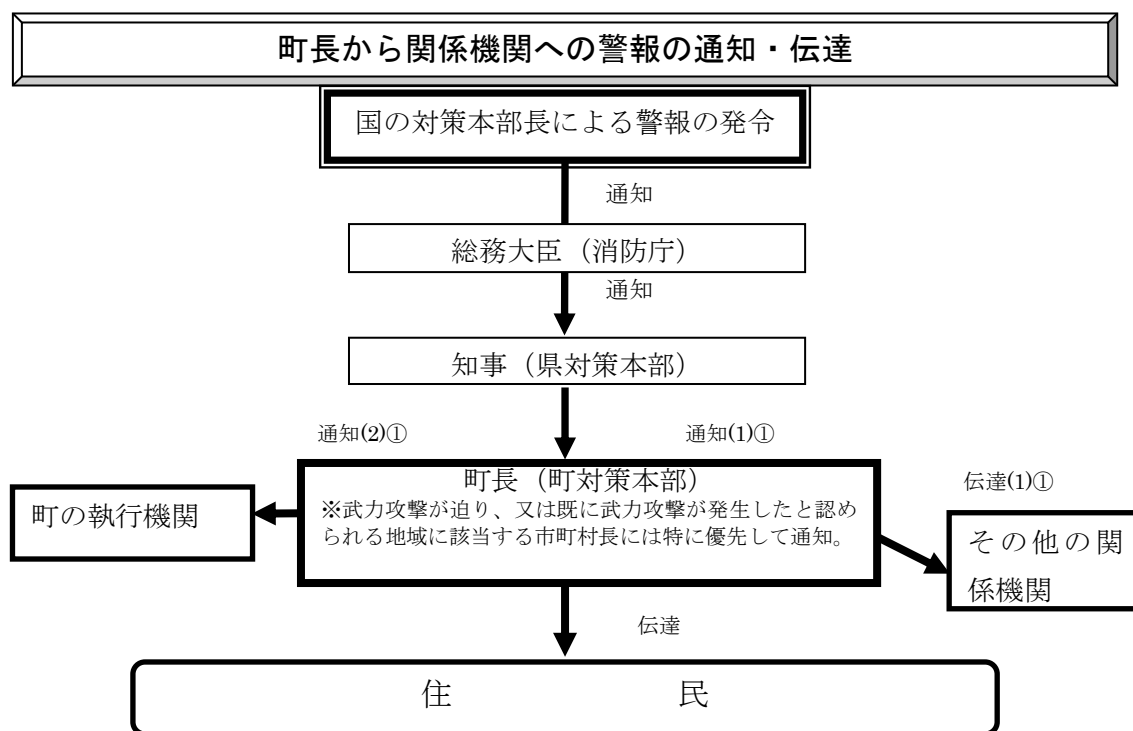 町長から関係機関への警報の通知・伝達
国の対策本部長による警報の発令
通知
総務大臣（消防庁）
通知
知事（県対策本部）
通知(2)①
通知(1)①
町長（町対策本部）
※武力攻撃が迫り、又は既に武力攻撃が発生したと認め
られる地域に該当する市町村長には特に優先して通知。
町の執行機関
伝達(1)①
その他の関
係機関
伝達
住 民